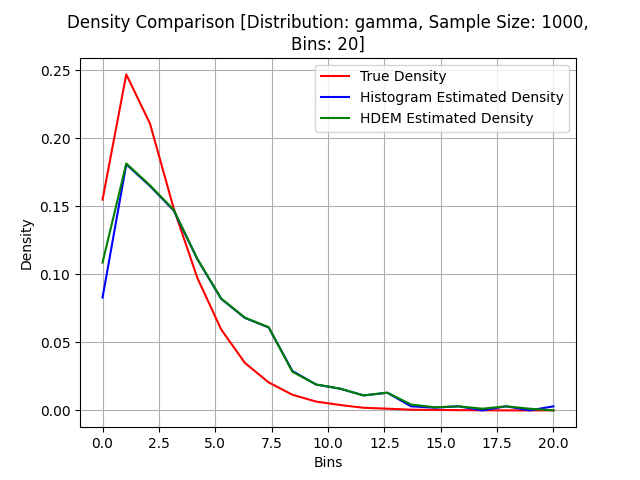 Density Comparison [Distribution: gamma, Sample Size: 1000,
Bins: 20]
True Density
Histogram Estimated Density
HDEM Estimated Density
Density
0.25
0.20
0.15
0.10
0.05
0.00
0.0 2.5 5.0 7.5 10.0 12.5 15.0 17.5 20.0
Bins